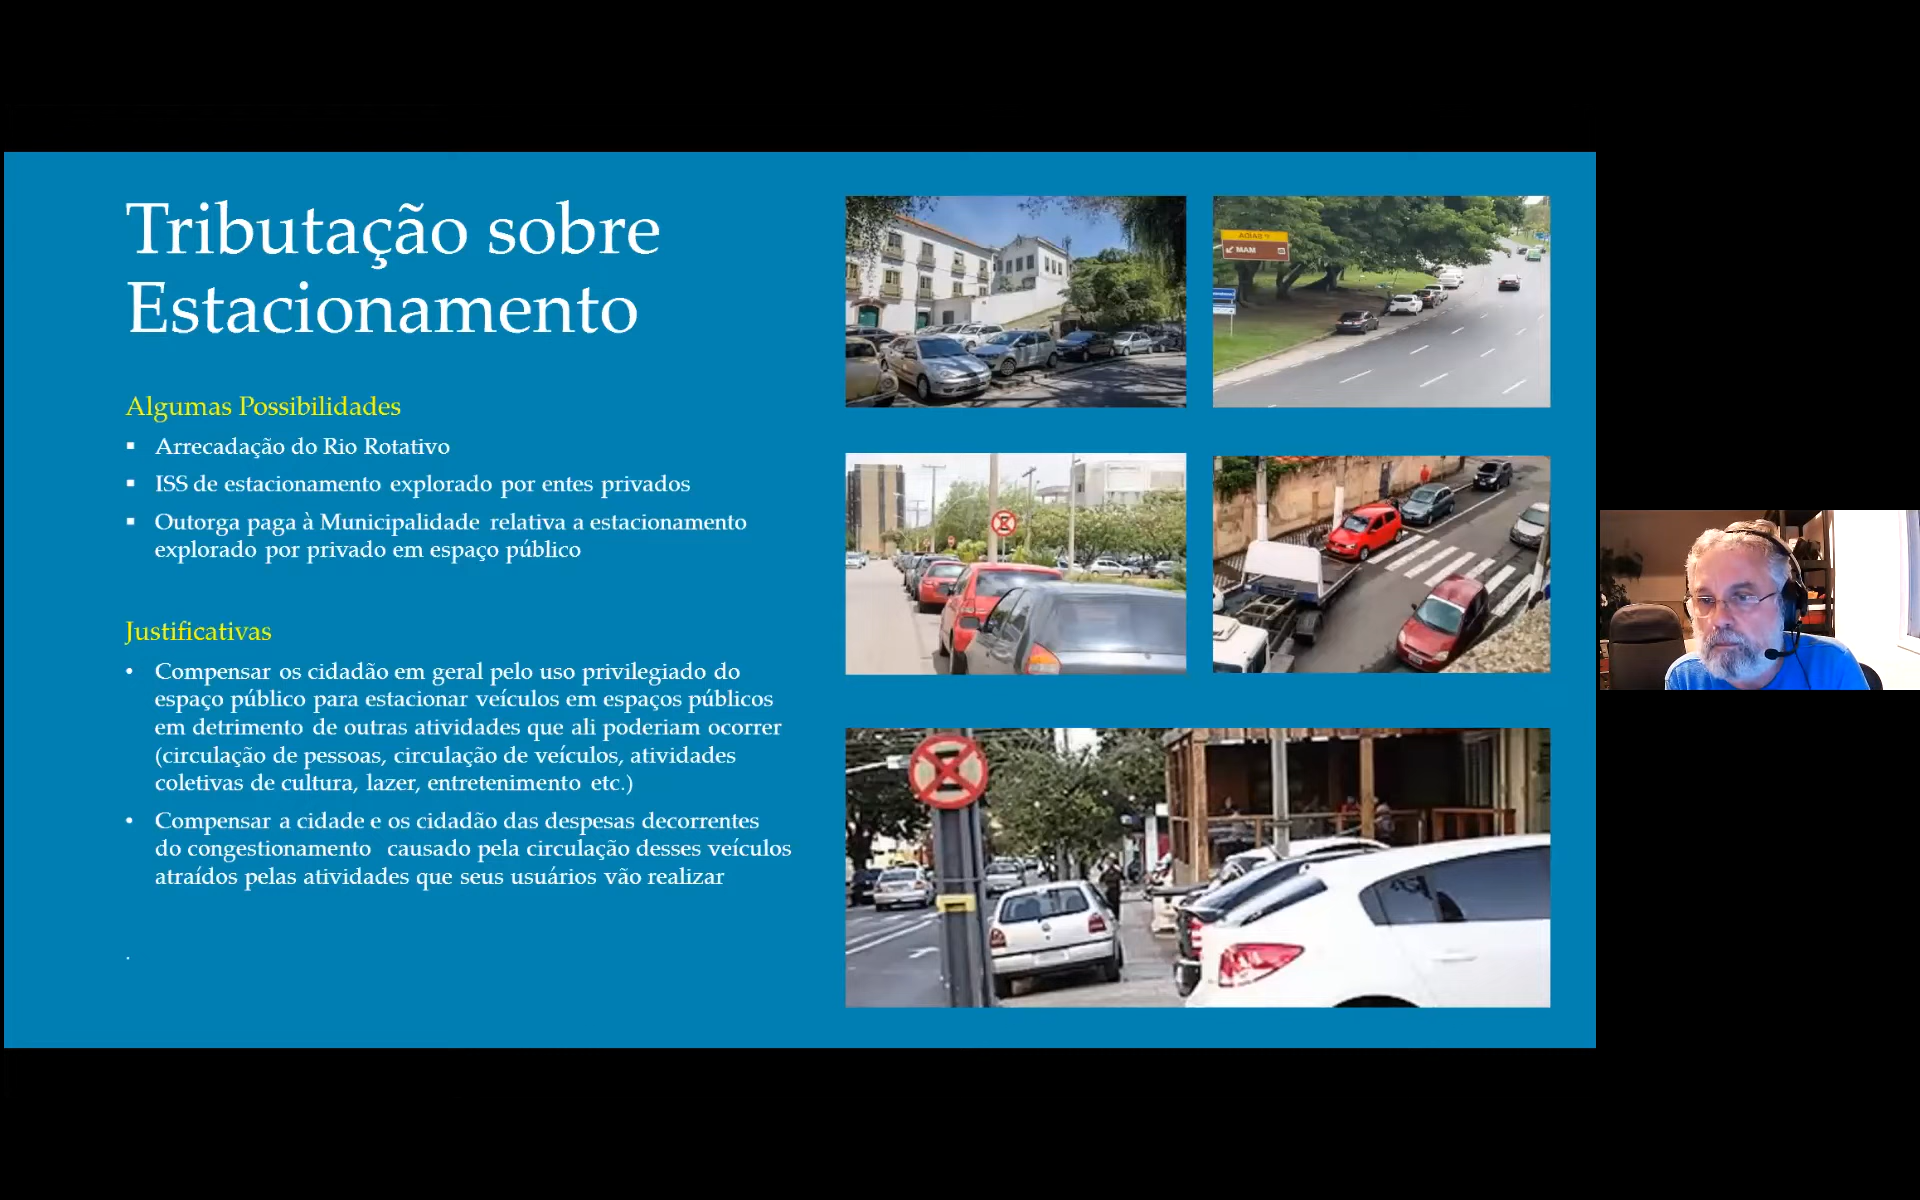 Tributação sobre
Estacionamento
Algumas Possibilidades
▪ Arrecadação do Rio Rotativo
▪ ISS de estacionamento explorado por entes privados
▪ Outorga paga à Municipalidade relativa a estacionamento
explorado por privado em espaço público
Justificativas
• Compensar os cidadão em geral pelo uso privilegiado do
espaço público para estacionar veículos em espaços públicos
em detrimento de outras atividades que ali poderiam ocorrer
(circulação de pessoas, circulação de veículos, atividades
coletivas de cultura, lazer, entretenimento etc.)
• Compensar a cidade e os cidadão das despesas decorrentes
do congestionamento causado pela circulação desses veículos
atraídos pelas atividades que seus usuários vão realizar
.
MAM